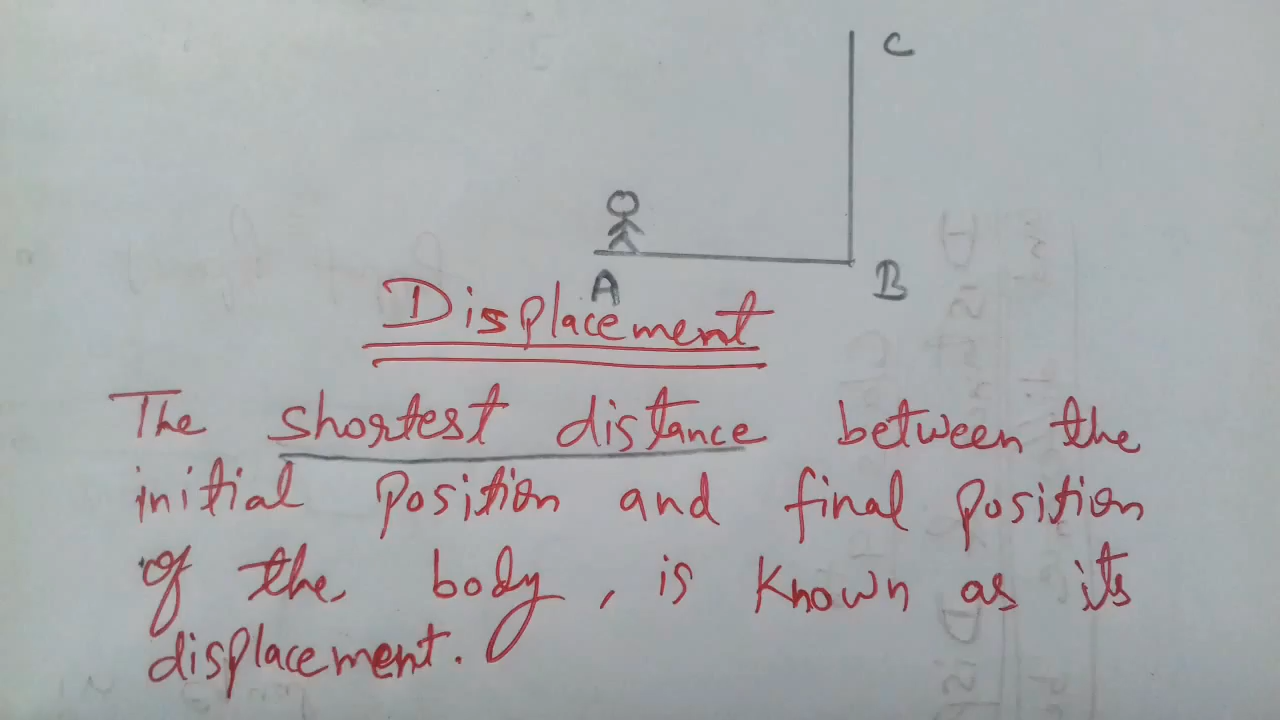 C
A
B
Displacement
The shortest distance between the
initial position and final position
of the body, is known as its
displacement.